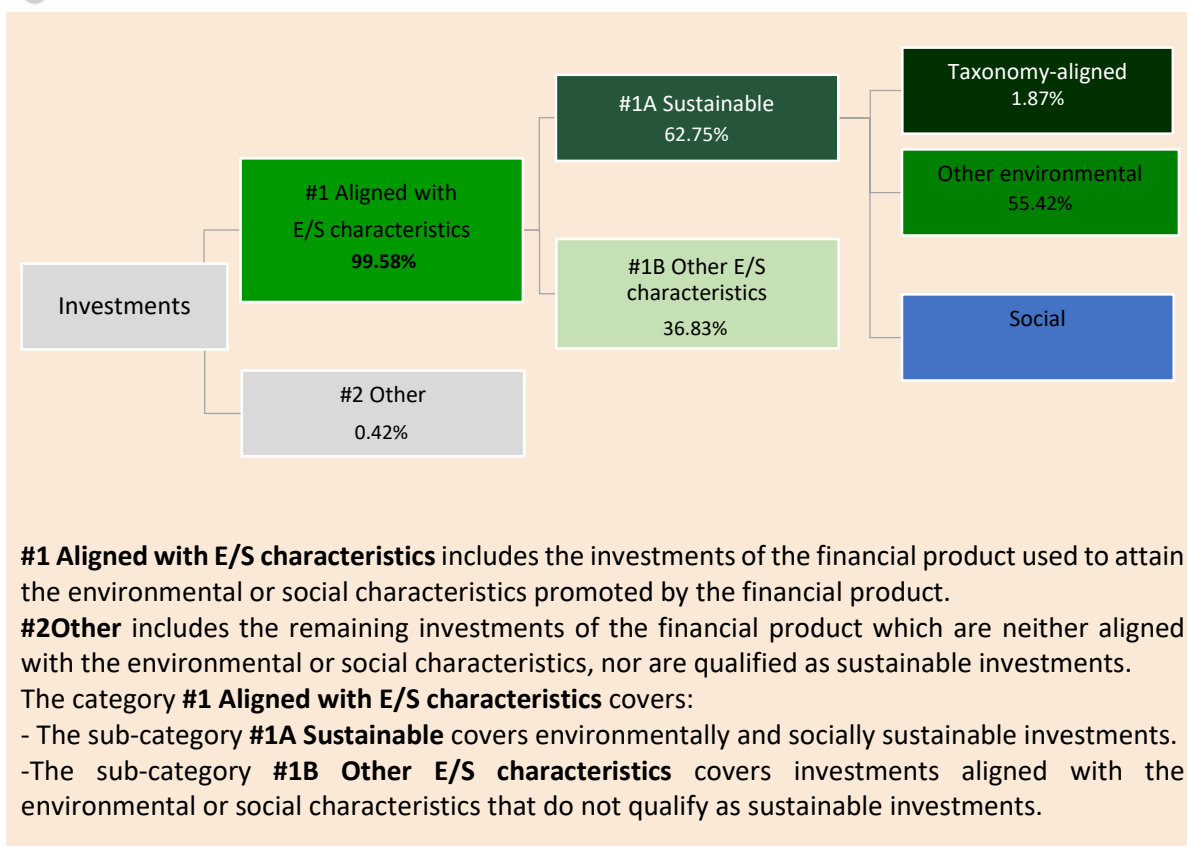 Investments
#1 Aligned with
E/S characteristics
99.58%
#2 Other
0.42%
#1A Sustainable
62.75%
#1B Other E/S
characteristics
36.83%
Taxonomy-aligned
1.87%
Other environmental
55.42%
Social
#1 Aligned with E/S characteristics includes the investments of the financial product used to attain
the environmental or social characteristics promoted by the financial product.
#2Other includes the remaining investments of the financial product which are neither aligned
with the environmental or social characteristics, nor are qualified as sustainable investments.
The category #1 Aligned with E/S characteristics covers:
- The sub-category #1A Sustainable covers environmentally and socially sustainable investments.
-The sub-category #1B Other E/S characteristics covers investments aligned with the
environmental or social characteristics that do not qualify as sustainable investments.